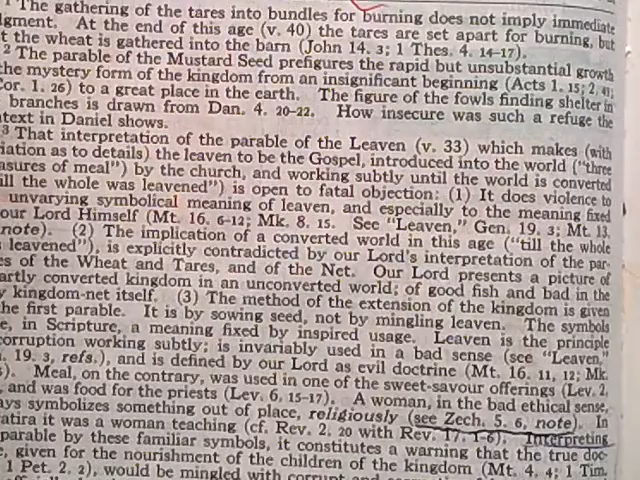 1 The gathering of the tares into bundles for burning does not imply immediate
dgment. At the end of this age (v. 40) the tares are set apart for burning, but
t the wheat is gathered into the barn (John 14. 3; 1 Thes. 4. 14-17).
2 The parable of the Mustard Seed prefigures the rapid but unsubstantial growth
the mystery form of the kingdom from an insignificant beginning (Acts 1. 15; 2. 41;
Cor. 1. 26) to a great place in the earth. The figure of the fowls finding shelter in
branches is drawn from Dan. 4. 20-22. How insecure was such a refuge the
ntext in Daniel shows.
3 That interpretation of the parable of the Leaven (v. 33) which makes (with
iation as to details) the leaven to be the Gospel, introduced into the world ("three
asures of meal") by the church, and working subtly until the world is converted
ill the whole was leavened") is open to fatal objection: (1) It does violence to
unvarying symbolical meaning of leaven, and especially to the meaning fixed
our Lord Himself (Mt. 16. 6-12; Mk. 8. 15. See "Leaven," Gen. 19. 3; Mt. 13.
note). (2) The implication of a converted world in this age ("till the whole
s leavened"), is explicitly contradicted by our Lord's interpretation of the par-
es of the Wheat and Tares, and of the Net. Our Lord presents a picture of
artly converted kingdom in an unconverted world; of good fish and bad in the
y kingdom-net itself. (3) The method of the extension of the kingdom is given
he first parable. It is by sowing seed, not by mingling leaven. The symbols
e, in Scripture, a meaning fixed by inspired usage. Leaven is the principle
corruption working subtly; is invariably used in a bad sense (see "Leaven,"
. 19. 3, refs.), and is defined by our Lord as evil doctrine (Mt. 16. 11, 12; Mk.
). Meal, on the contrary, was used in one of the sweet-savour offerings (Lev. 2.
, and was food for the priests (Lev. 6. 15-17). A woman, in the bad ethical sense,
ays symbolizes something out of place, religiously (see Zech. 5. 6, note). In
atira it was a woman teaching (cf. Rev. 2. 20 with Rev. 17. 1-6). Interpreting
parable by these familiar symbols, it constitutes a warning that the true doc-
e, given for the nourishment of the children of the kingdom (Mt. 4. 4; 1 Tim.
1 Pet. 2. 2), would be mingled with corrupt and